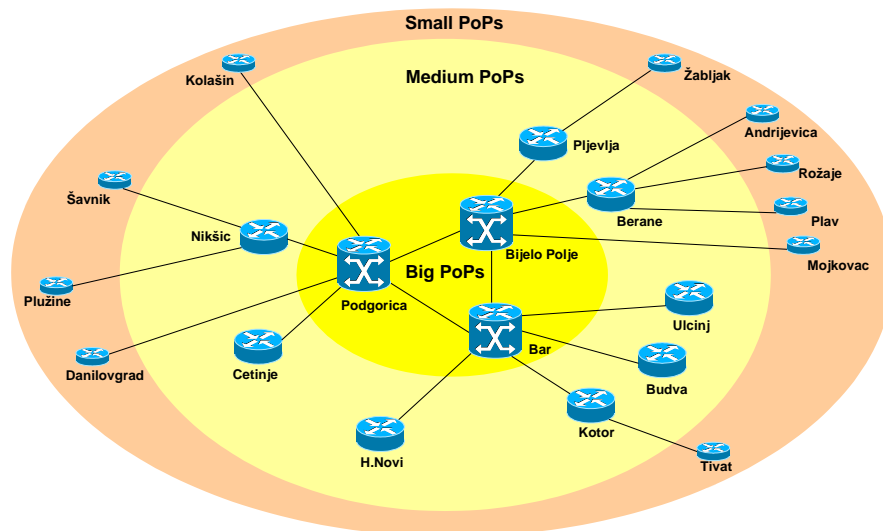 Small PoPs
Kolašin
Medium PoPs
Žabljak
Andrijevica
Pljevlja
Rožaje
Šavnik
Berane
Plav
Nikšic
Bijelo Polje
Mojkovac
Big PoPs
Plužine
Podgorica
Ulcinj
Bar
Danilovgrad
Cetinje
Budva
Kotor
H.Novi
Tivat